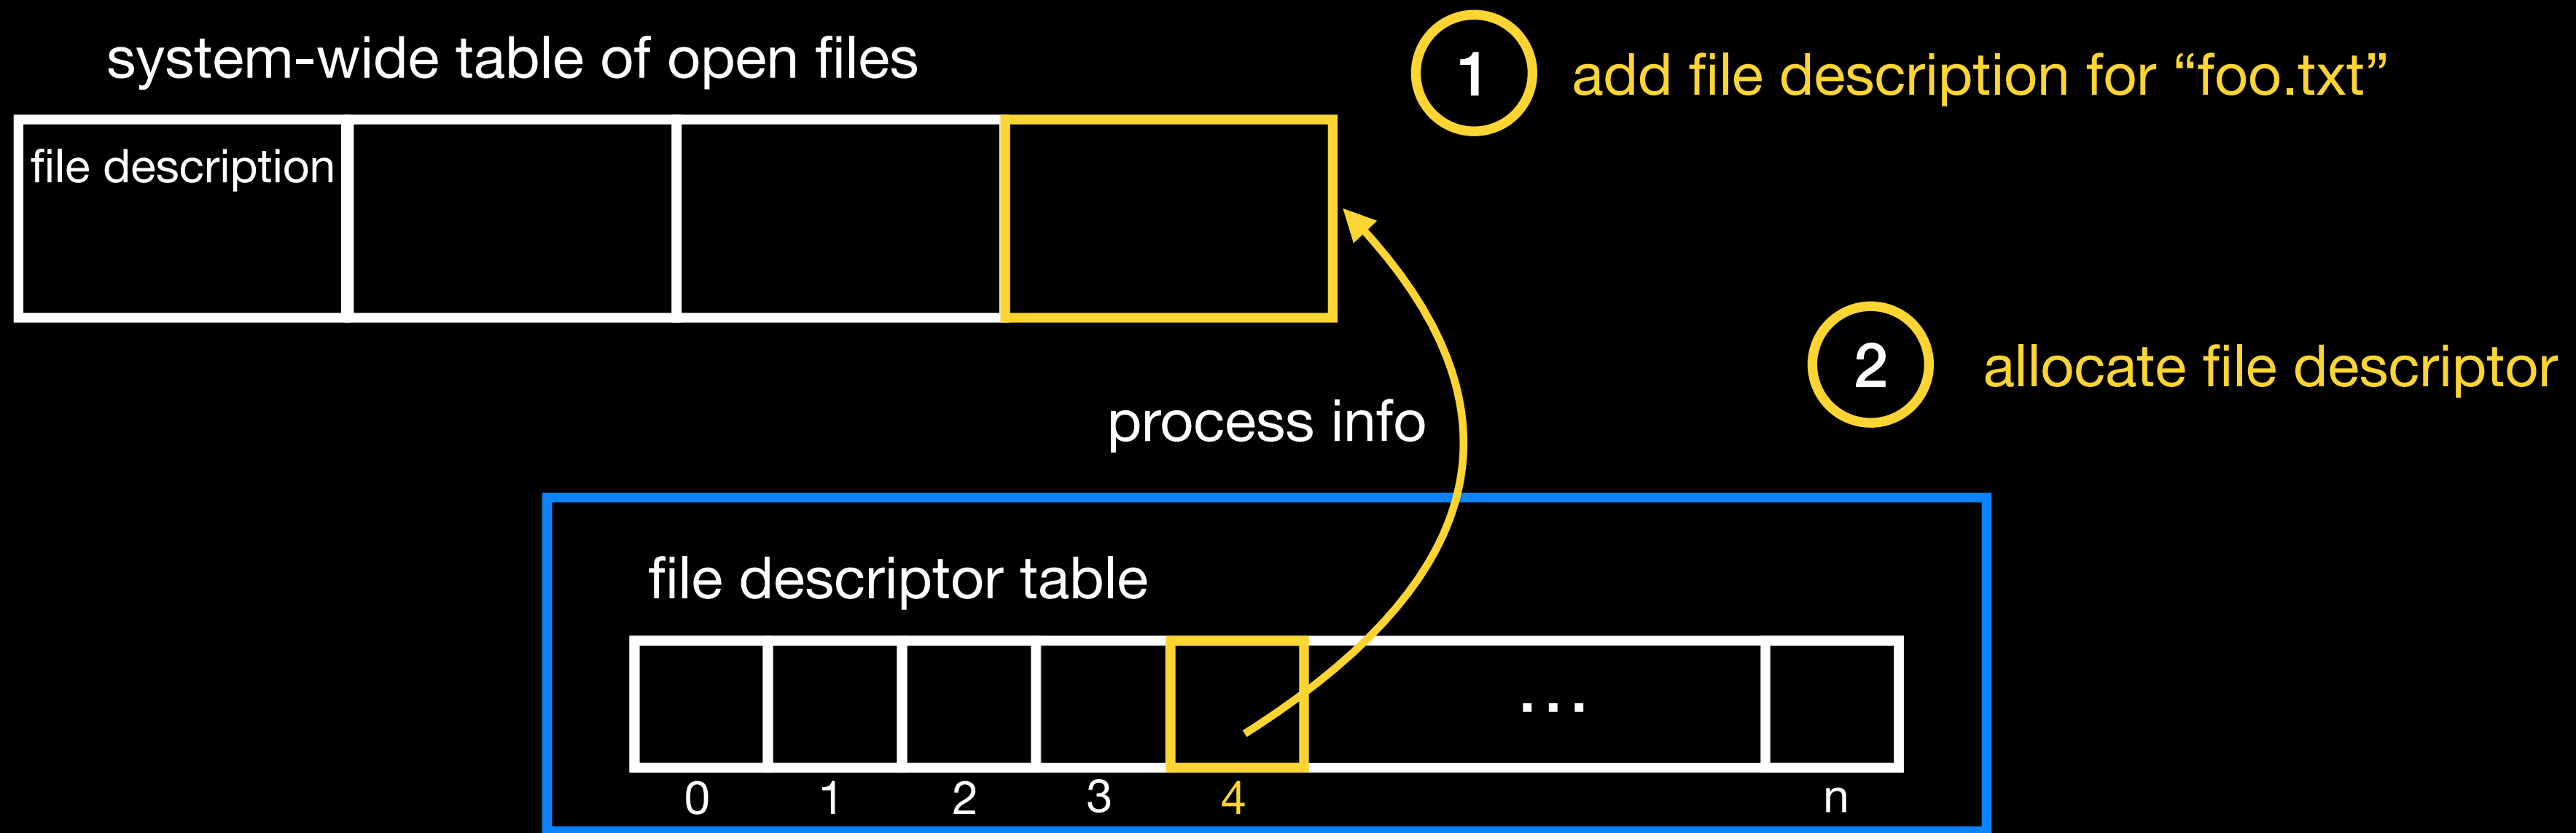 system-wide table of open files
1
add file description for “foo.txt”
file description
2
allocate file descriptor
process info
file descriptor table
...
0 1 2 3 4 n